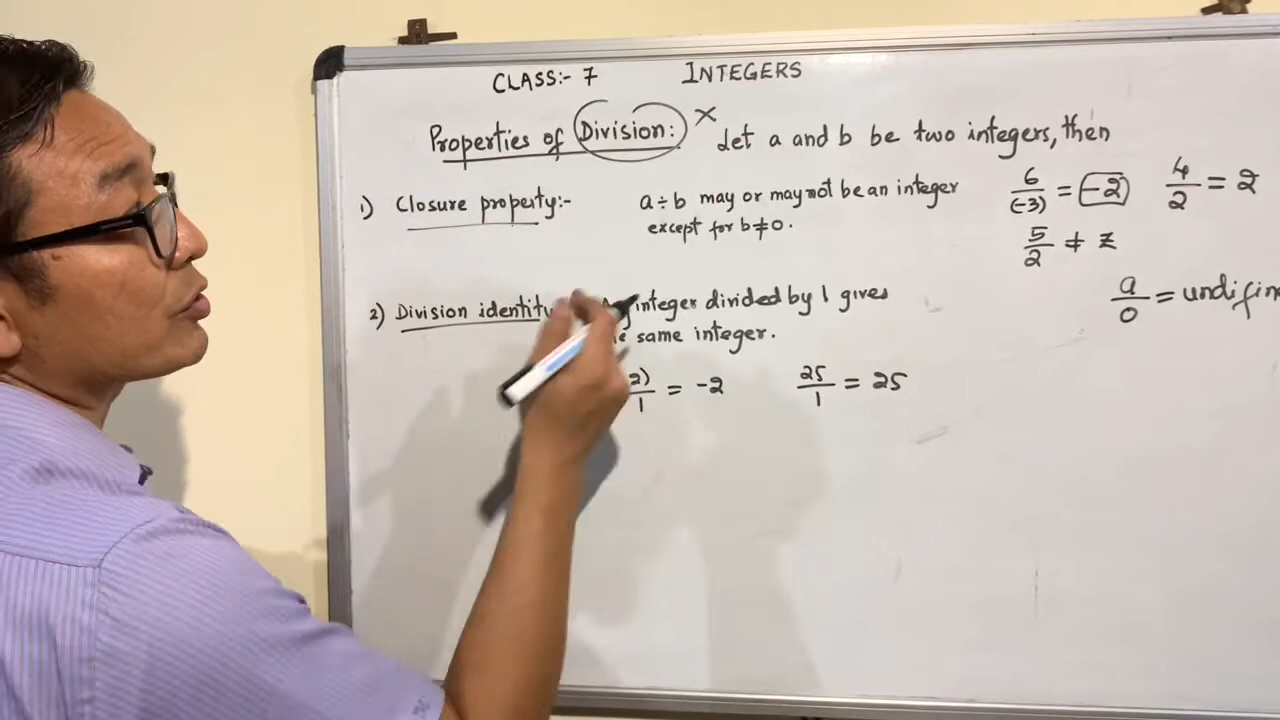 CLASS:- 7 INTEGERS
Properties of Division: × Let a and b be two integers, then
1) Closure property:- a ÷ b may or may not be an integer
except for b≠0.
6/(-3) = -2 4/2 = 2
5/2 ≠ Z
a/0 = undifin
2) Division identity integer divided by 1 gives
same integer.
2)/1 = -2 25/1 = 25